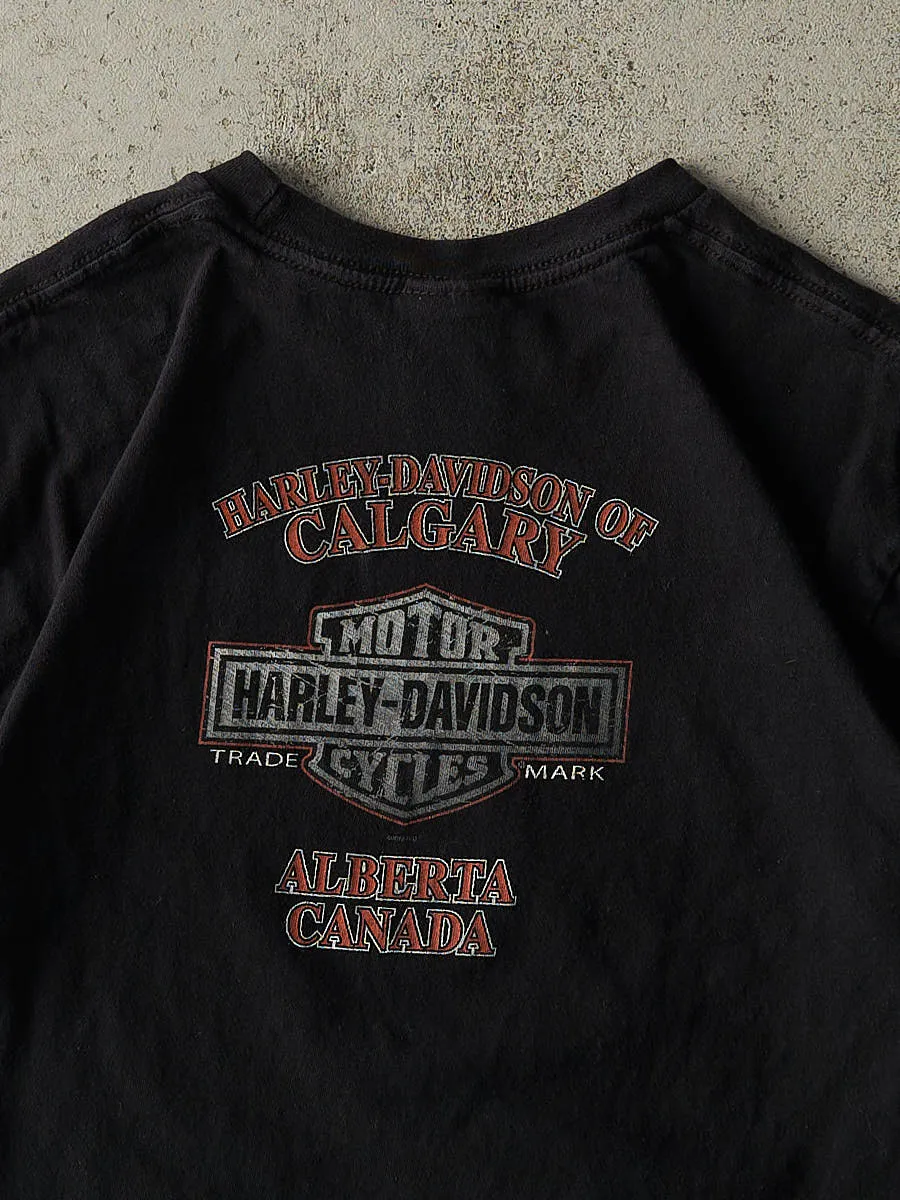 HARLEY-DAVIDSON OF
CALGARY
MOTOR
HARLEY-DAVIDSON
CYCLES
TRADE MARK
ALBERTA
CANADA